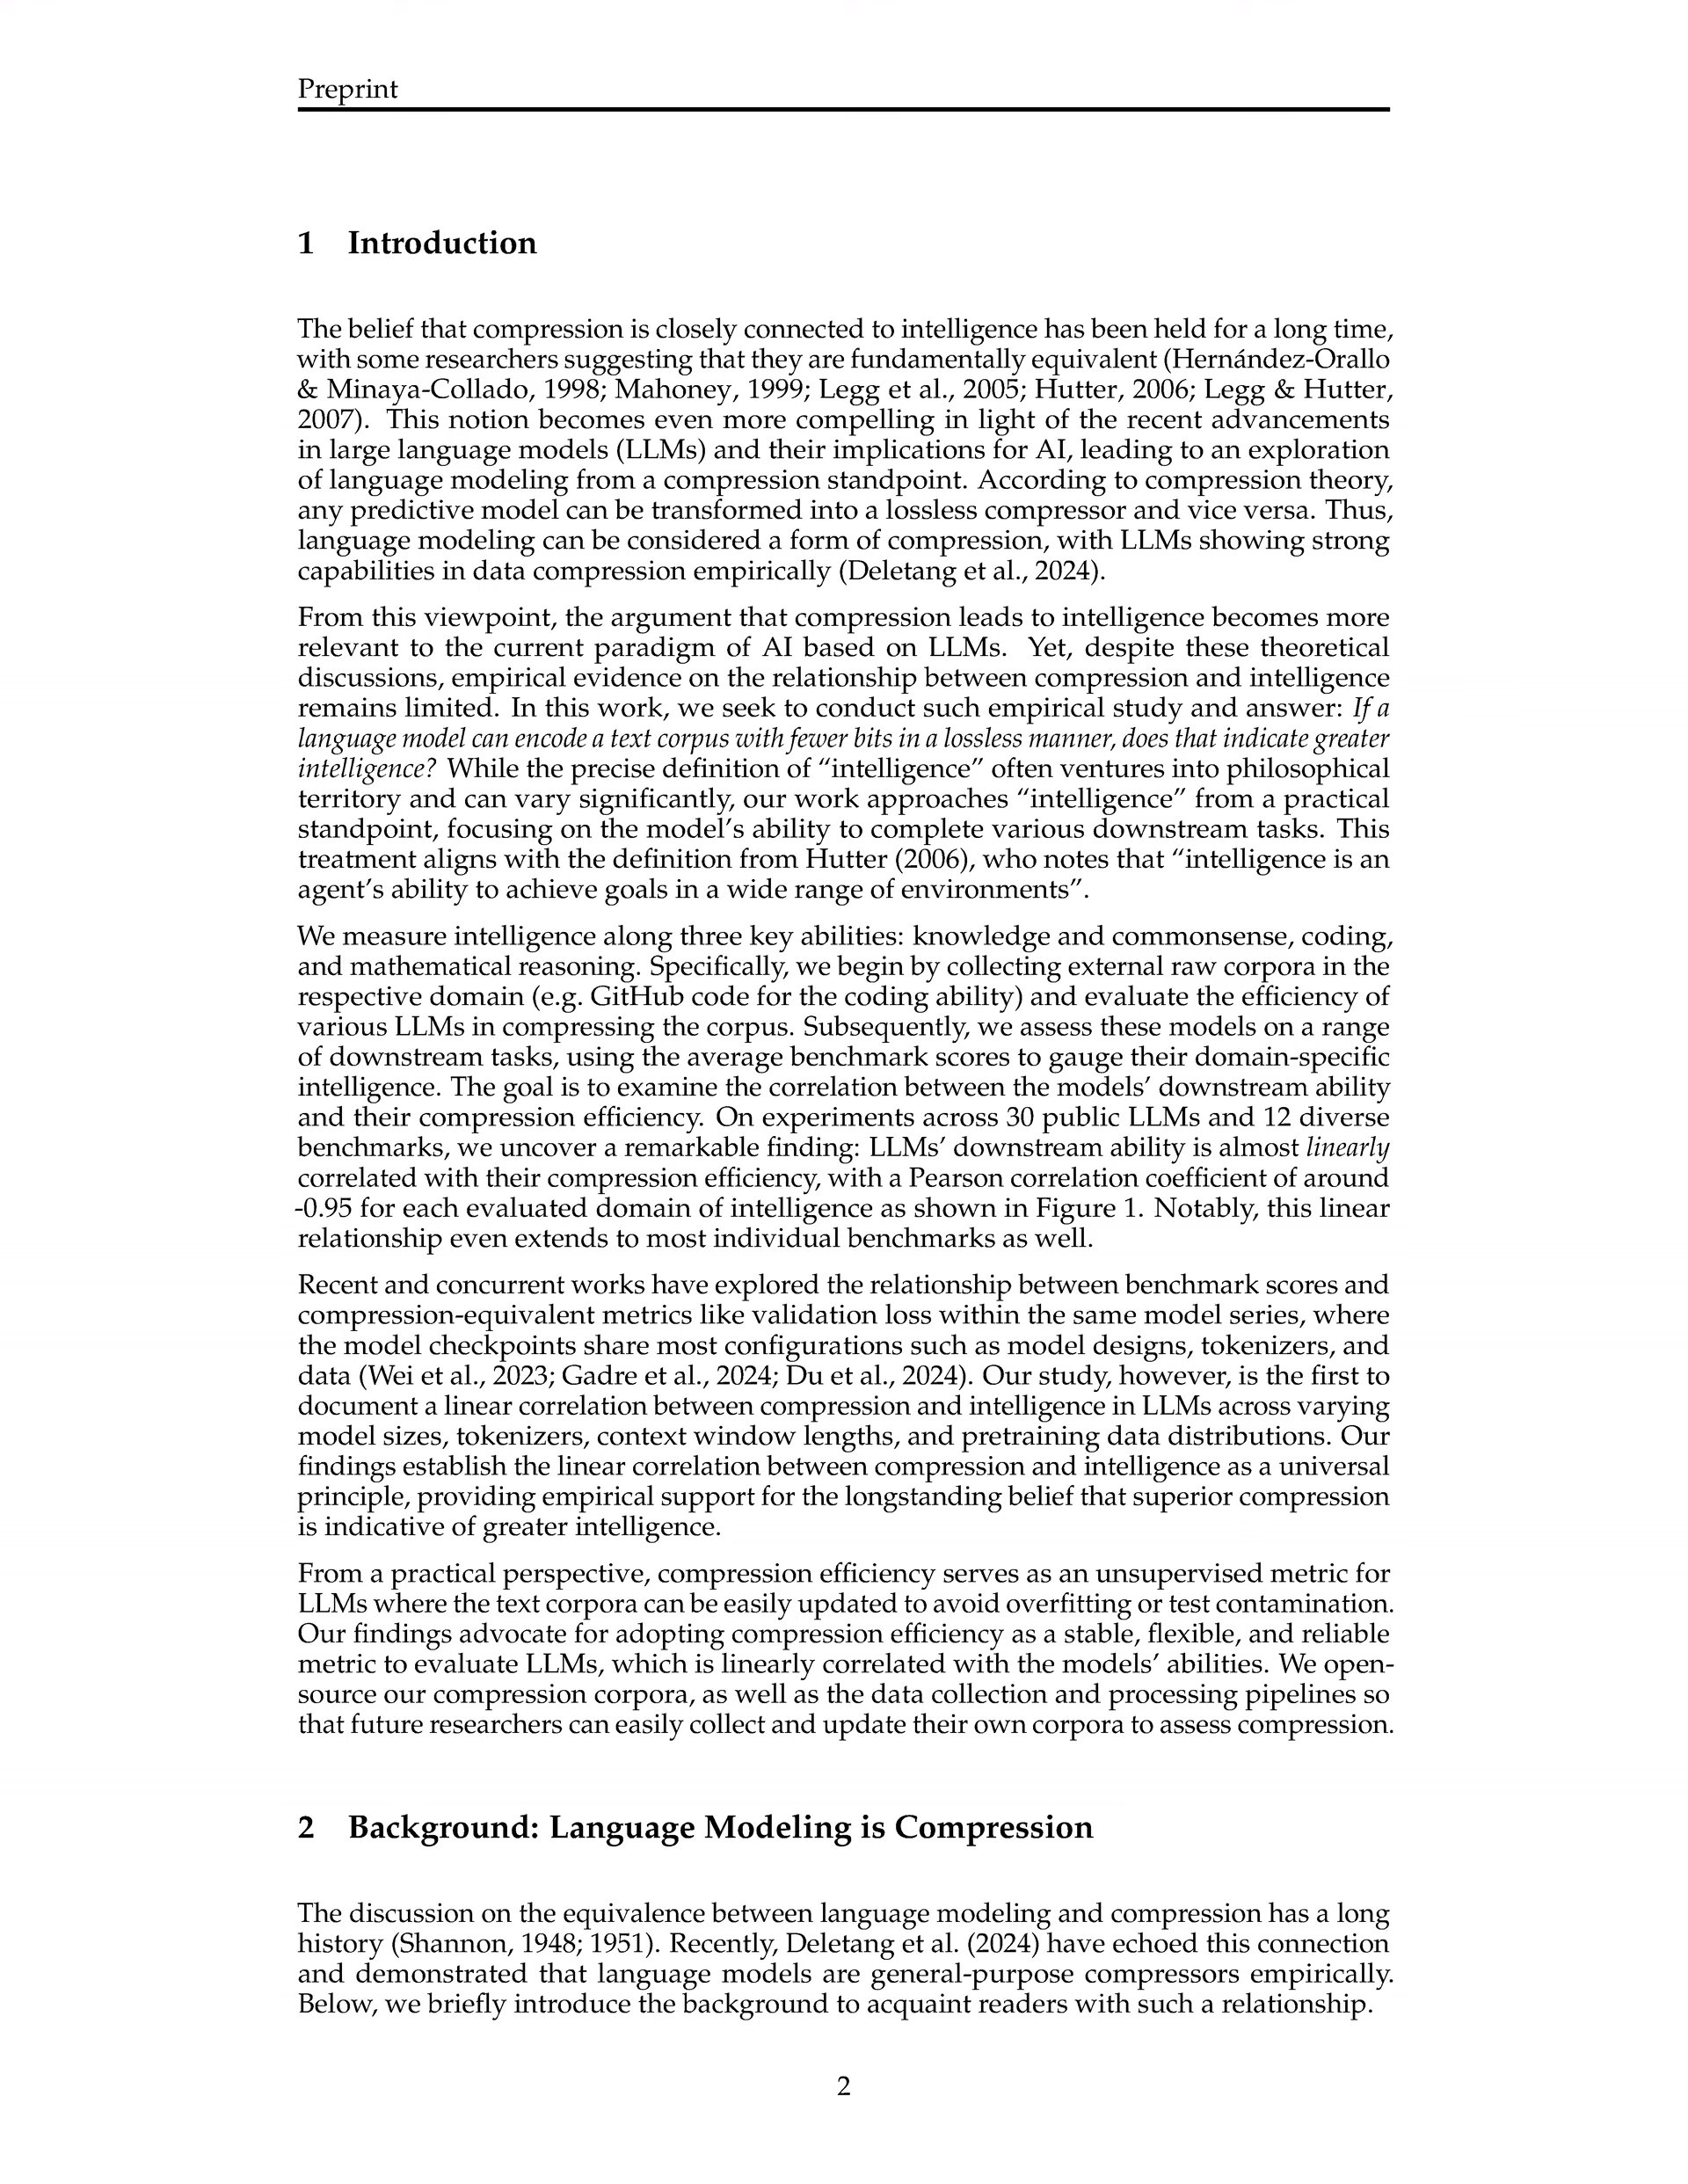 Preprint
1 Introduction
The belief that compression is closely connected to intelligence has been held for a long time,
with some researchers suggesting that they are fundamentally equivalent (Hernández-Orallo
& Minaya-Collado, 1998; Mahoney, 1999; Legg et al., 2005; Hutter, 2006; Legg & Hutter,
2007). This notion becomes even more compelling in light of the recent advancements
in large language models (LLMs) and their implications for AI, leading to an exploration
of language modeling from a compression standpoint. According to compression theory,
any predictive model can be transformed into a lossless compressor and vice versa. Thus,
language modeling can be considered a form of compression, with LLMs showing strong
capabilities in data compression empirically (Deletang et al., 2024).
From this viewpoint, the argument that compression leads to intelligence becomes more
relevant to the current paradigm of AI based on LLMs. Yet, despite these theoretical
discussions, empirical evidence on the relationship between compression and intelligence
remains limited. In this work, we seek to conduct such empirical study and answer: If a
language model can encode a text corpus with fewer bits in a lossless manner, does that indicate greater
intelligence? While the precise definition of “intelligence” often ventures into philosophical
territory and can vary significantly, our work approaches “intelligence” from a practical
standpoint, focusing on the model’s ability to complete various downstream tasks. This
treatment aligns with the definition from Hutter (2006), who notes that “intelligence is an
agent’s ability to achieve goals in a wide range of environments”.
We measure intelligence along three key abilities: knowledge and commonsense, coding,
and mathematical reasoning. Specifically, we begin by collecting external raw corpora in the
respective domain (e.g. GitHub code for the coding ability) and evaluate the efficiency of
various LLMs in compressing the corpus. Subsequently, we assess these models on a range
of downstream tasks, using the average benchmark scores to gauge their domain-specific
intelligence. The goal is to examine the correlation between the models’ downstream ability
and their compression efficiency. On experiments across 30 public LLMs and 12 diverse
benchmarks, we uncover a remarkable finding: LLMs’ downstream ability is almost linearly
correlated with their compression efficiency, with a Pearson correlation coefficient of around
-0.95 for each evaluated domain of intelligence as shown in Figure 1. Notably, this linear
relationship even extends to most individual benchmarks as well.
Recent and concurrent works have explored the relationship between benchmark scores and
compression-equivalent metrics like validation loss within the same model series, where
the model checkpoints share most configurations such as model designs, tokenizers, and
data (Wei et al., 2023; Gadre et al., 2024; Du et al., 2024). Our study, however, is the first to
document a linear correlation between compression and intelligence in LLMs across varying
model sizes, tokenizers, context window lengths, and pretraining data distributions. Our
findings establish the linear correlation between compression and intelligence as a universal
principle, providing empirical support for the longstanding belief that superior compression
is indicative of greater intelligence.
From a practical perspective, compression efficiency serves as an unsupervised metric for
LLMs where the text corpora can be easily updated to avoid overfitting or test contamination.
Our findings advocate for adopting compression efficiency as a stable, flexible, and reliable
metric to evaluate LLMs, which is linearly correlated with the models’ abilities. We open-
source our compression corpora, as well as the data collection and processing pipelines so
that future researchers can easily collect and update their own corpora to assess compression.
2 Background: Language Modeling is Compression
The discussion on the equivalence between language modeling and compression has a long
history (Shannon, 1948; 1951). Recently, Deletang et al. (2024) have echoed this connection
and demonstrated that language models are general-purpose compressors empirically.
Below, we briefly introduce the background to acquaint readers with such a relationship.
2